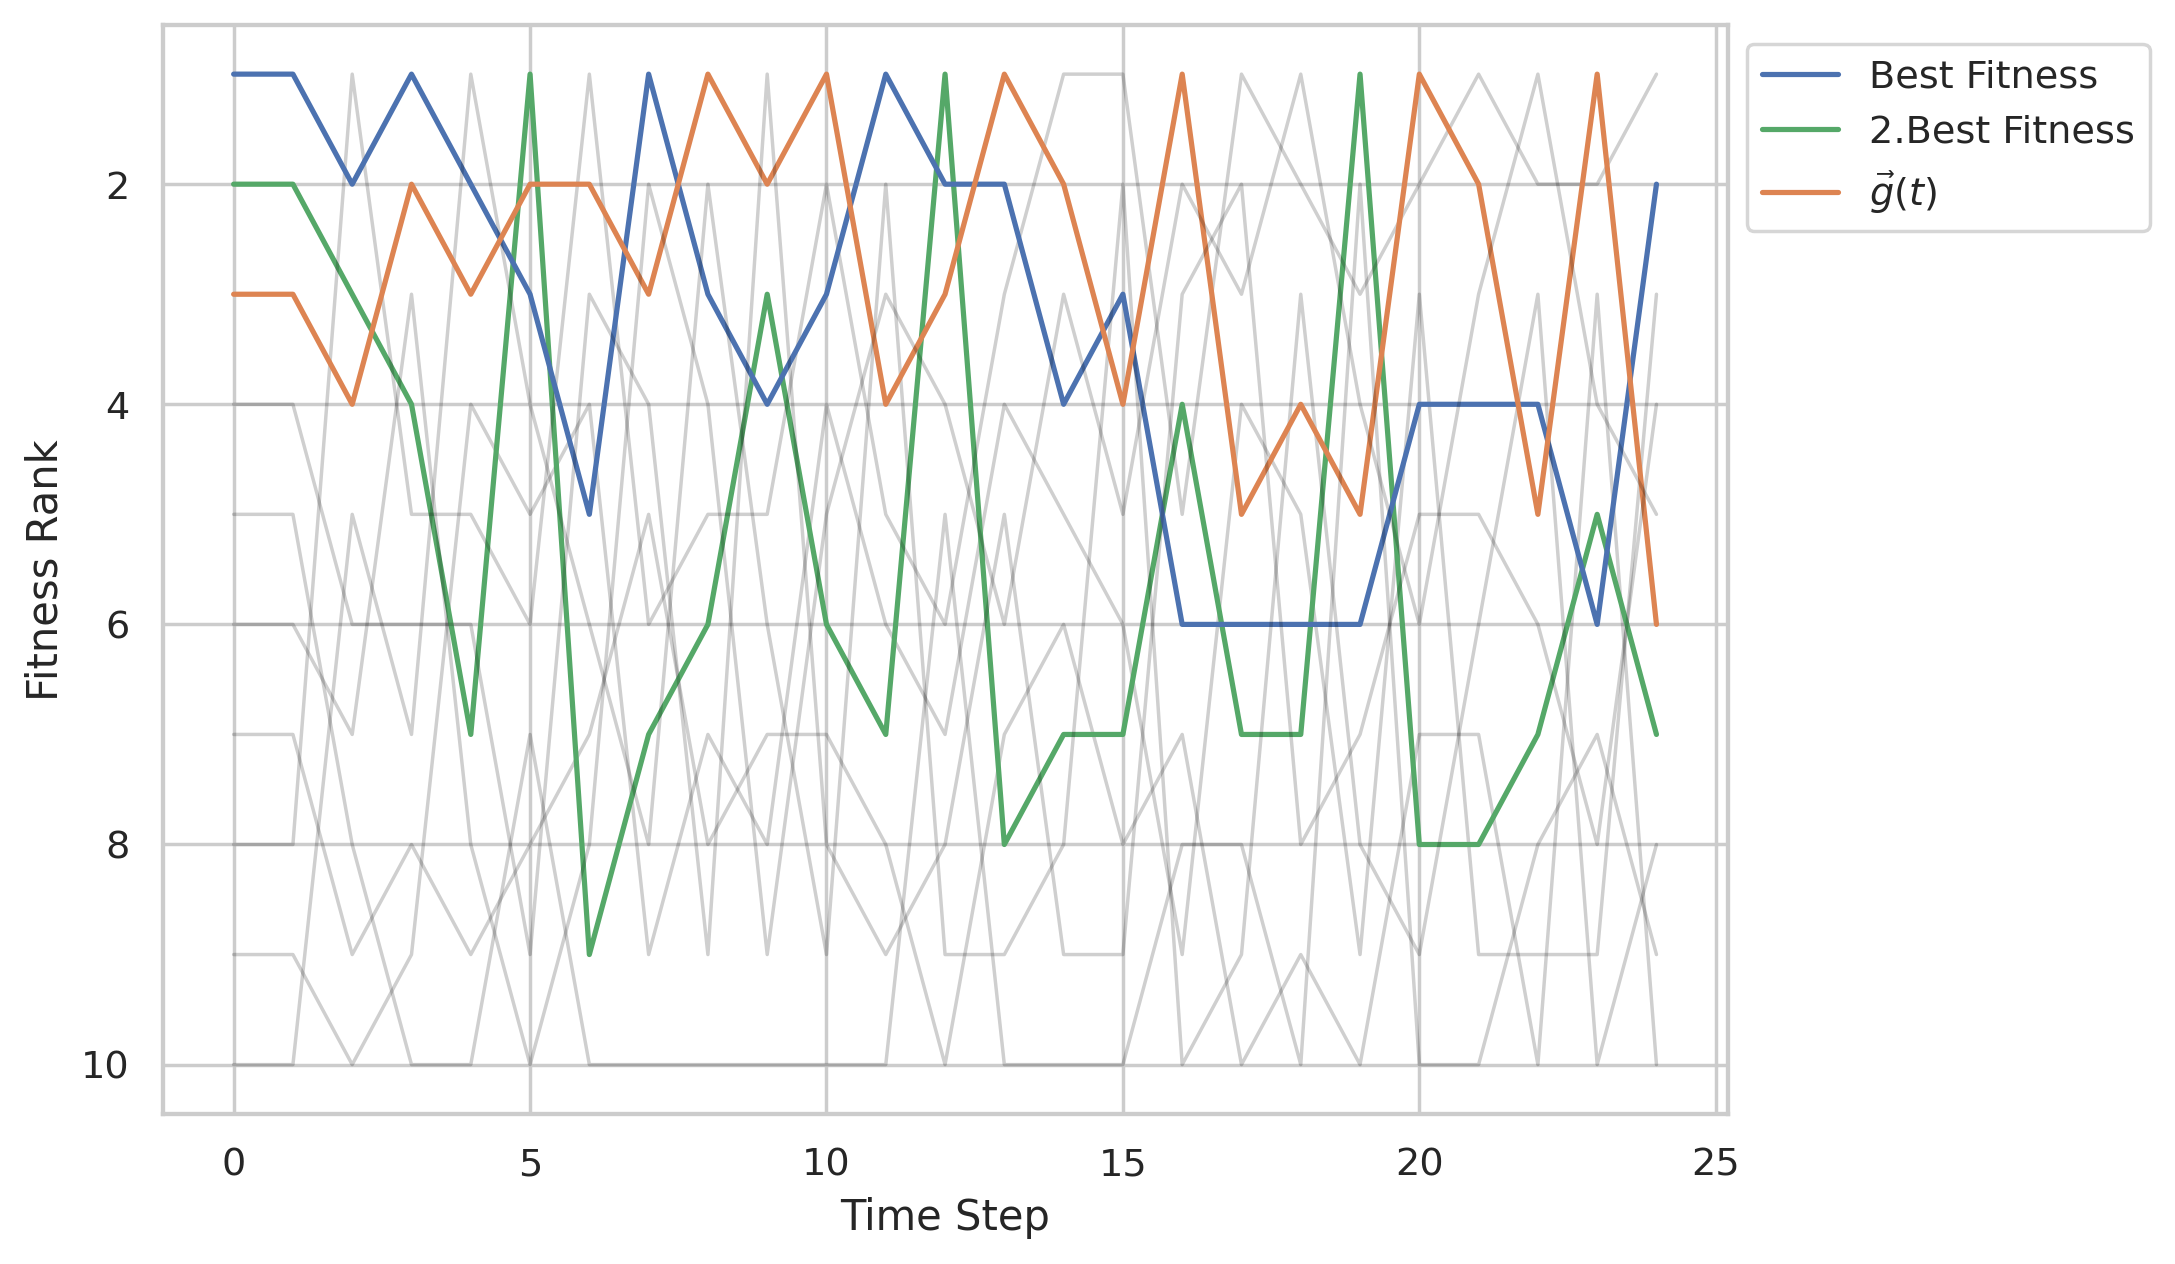 Best Fitness
2.Best Fitness
g⃗(t)
2
4
6
8
10
Fitness Rank
0 5 10 15 20 25
Time Step